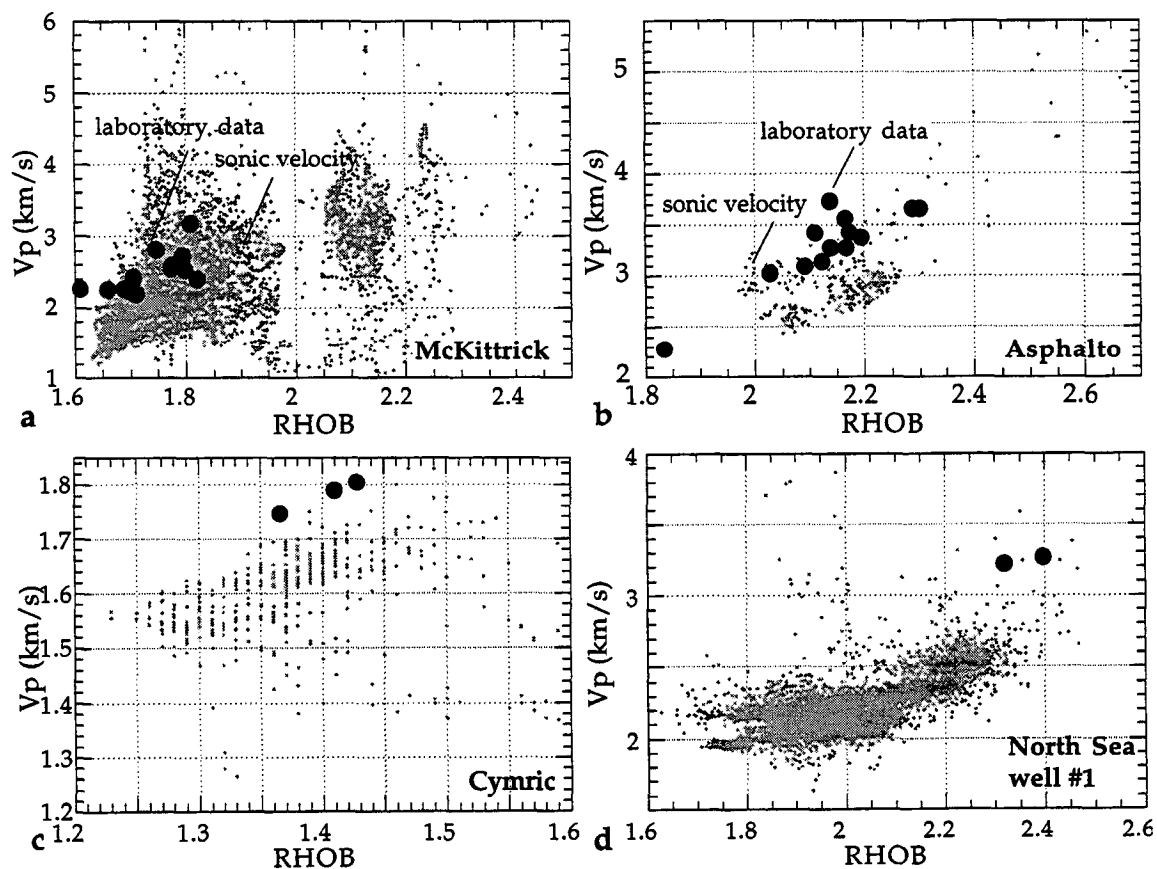 6
5
4
3
2
1
Vp (km/s)
laboratory data
sonic velocity
McKittrick
1.6
1.8
2
2.2
2.4
RHOB
a
5
4
3
2
Vp (km/s)
laboratory data
sonic velocity
Asphalto
1.8
2
2.2
2.4
2.6
RHOB
b
1.8
1.7
1.6
1.5
1.4
1.3
1.2
Vp (km/s)
Cymric
1.2
1.3
1.4
1.5
1.6
RHOB
c
4
3
2
Vp (km/s)
North Sea
well #1
1.6
1.8
2
2.2
2.4
2.6
RHOB
d